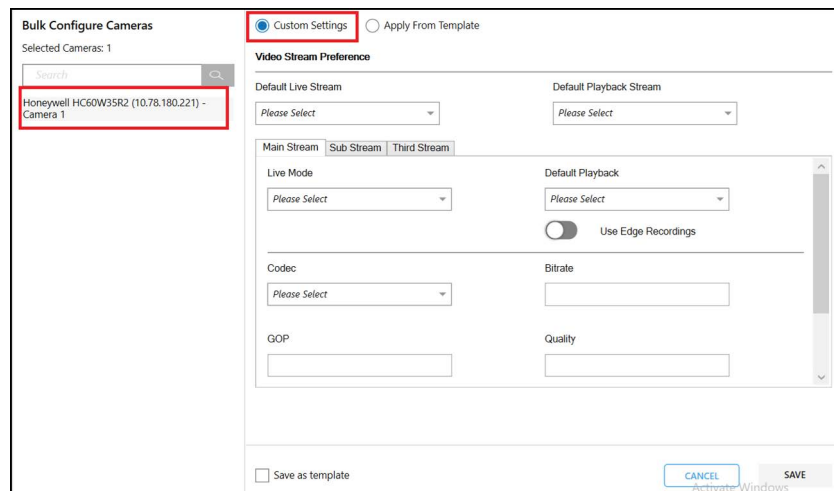 Bulk Configure Cameras
Selected Cameras: 1
Search
Honeywell HC60W35R2 (10.78.180.221) -
Camera 1
Custom Settings
Apply From Template
Video Stream Preference
Default Live Stream
Default Playback Stream
Please Select
Please Select
Main Stream
Sub Stream
Third Stream
Live Mode
Default Playback
Please Select
Please Select
Use Edge Recordings
Codec
Bitrate
Please Select
GOP
Quality
Save as template
CANCEL
SAVE
Activate Windows